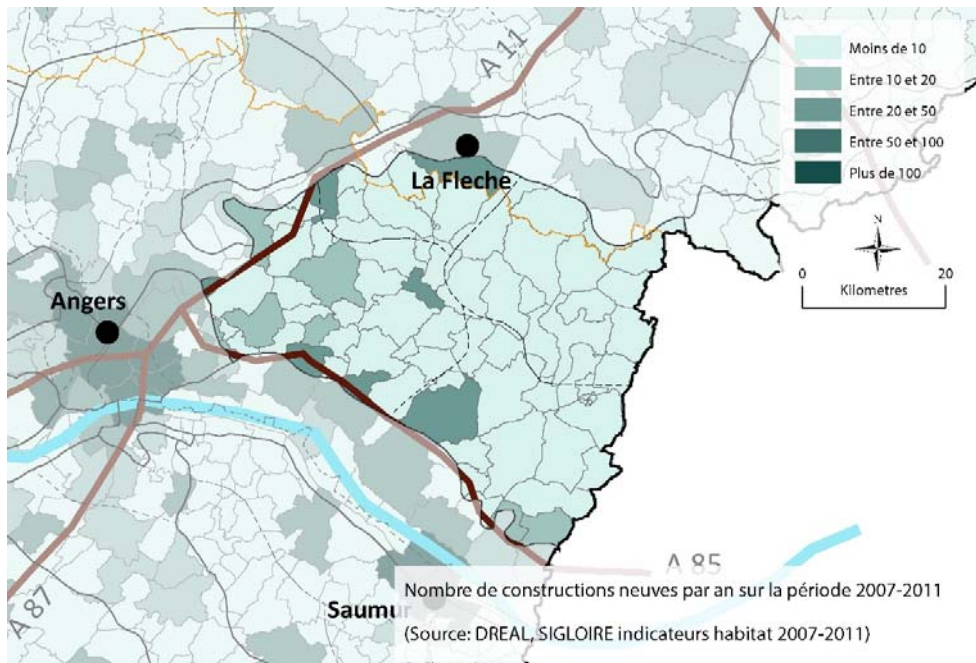 A 11
Moins de 10
Entre 10 et 20
Entre 20 et 50
Entre 50 et 100
Plus de 100
La Fleche
N
0 20
Kilometres
Angers
A 87
A 85
Saumur
Nombre de constructions neuves par an sur la période 2007-2011
(Source: DREAL, SIGLOIRE indicateurs habitat 2007-2011)